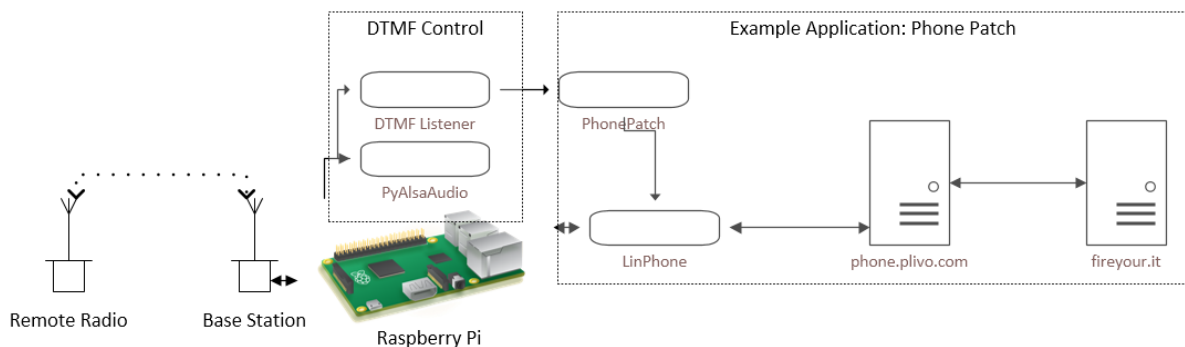 DTMF Control
Example Application: Phone Patch
DTMF Listener
PhonePatch
PyAlsaAudio
LinPhone
phone.plivo.com
fireyour.it
Remote Radio
Base Station
Raspberry Pi